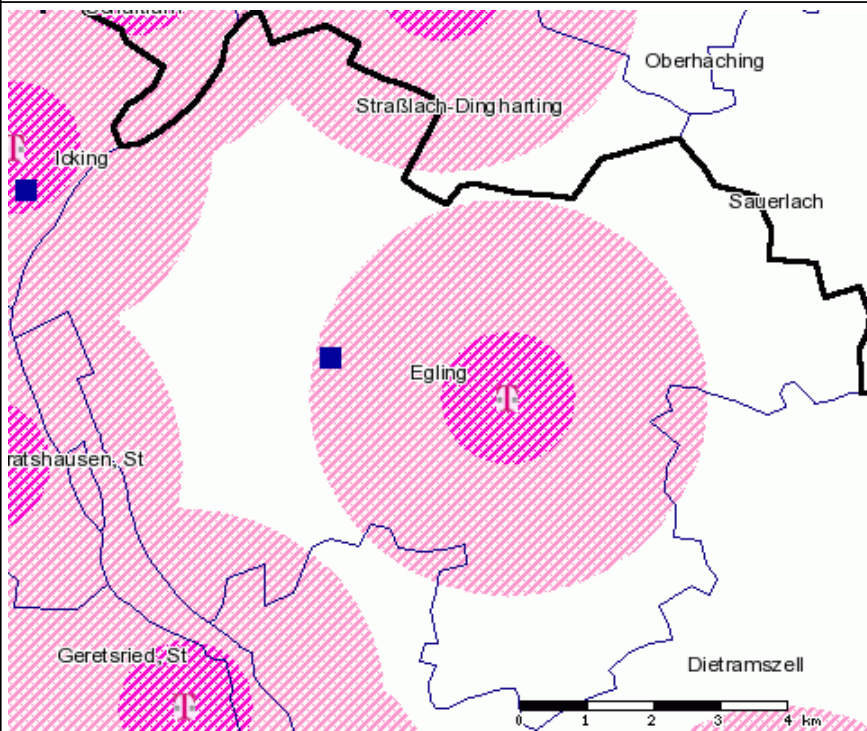 Oberhaching
Straßlach-Dingharting
Icking
Sauerlach
Egling
ratshausen, St
Geretsried, St
Dietramszell
0 1 2 3 4 km